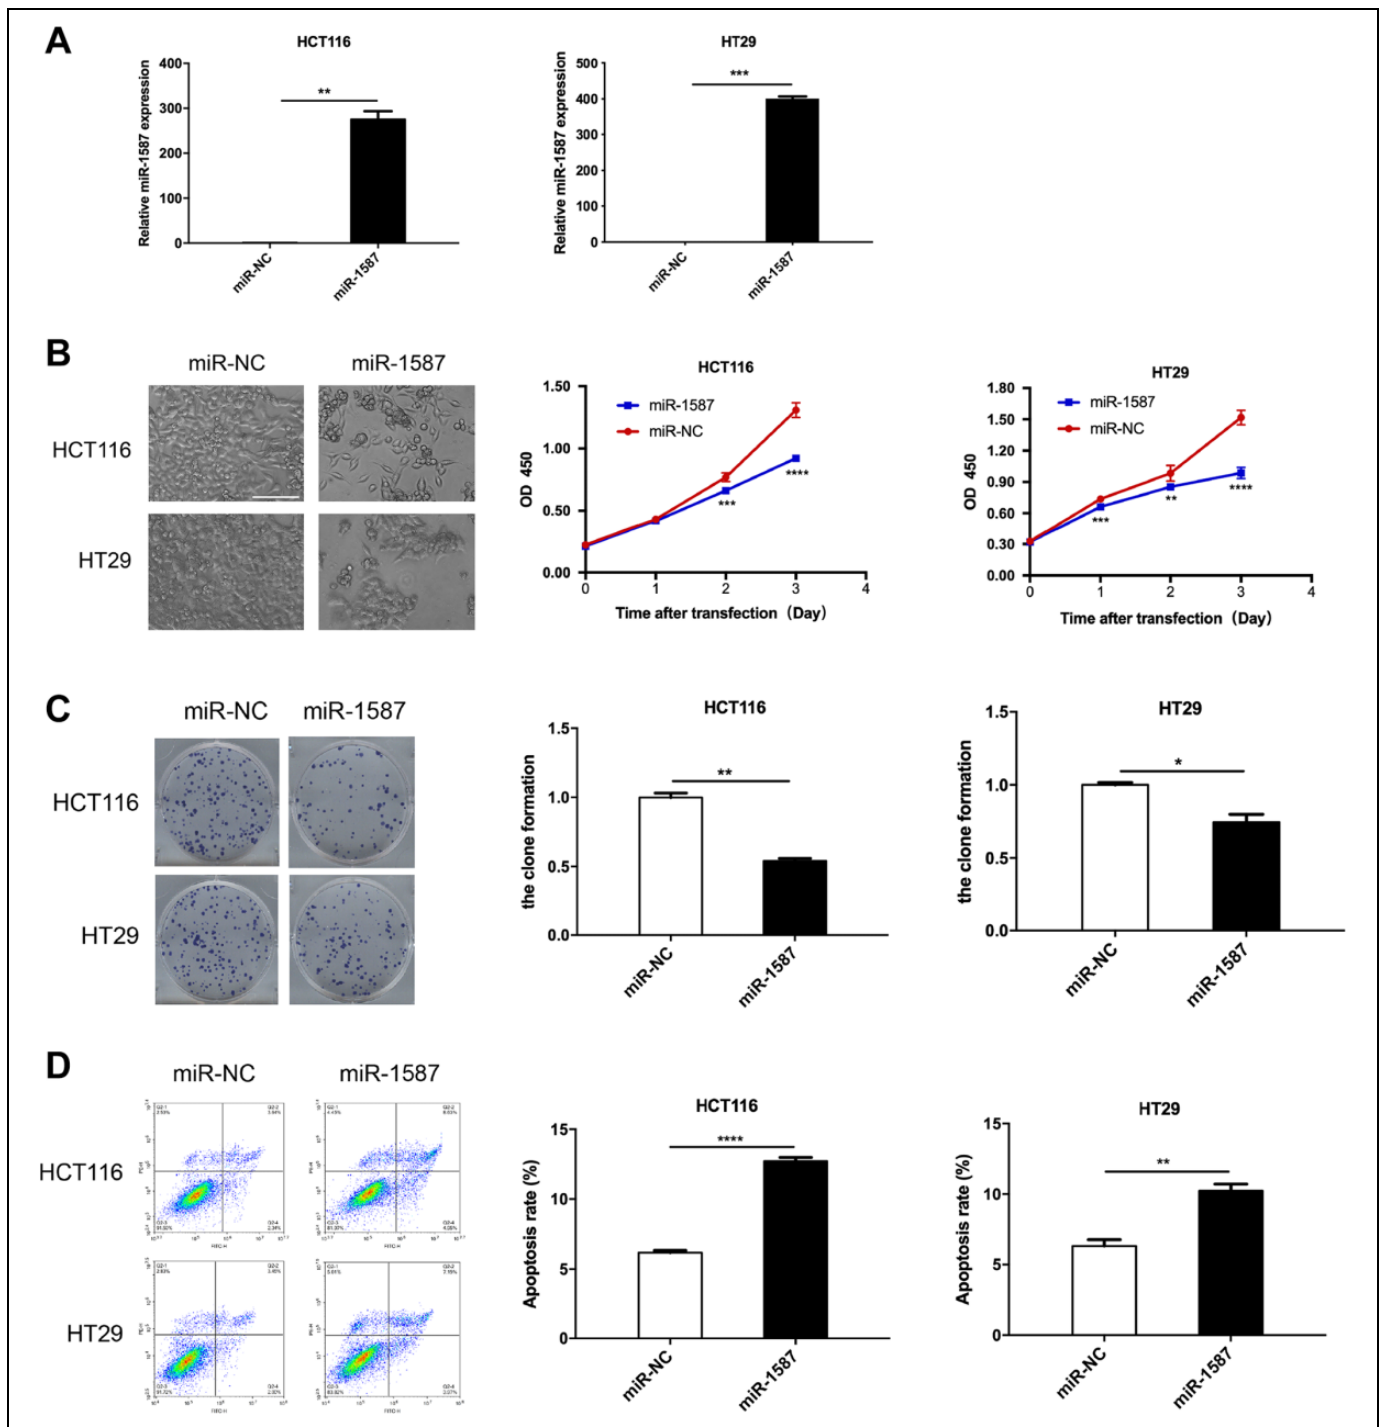 A
HCT116
Relative miR-1587 expression
400
300
200
100
0
**
miR-NC
miR-1587
HT29
Relative miR-1587 expression
500
400
300
200
100
0
***
miR-NC
miR-1587
B
miR-NC
miR-1587
HCT116
HT29
HCT116
OD 450
1.50
1.00
0.50
0.00
miR-1587
miR-NC
***
****
0 1 2 3 4
Time after transfection（Day）
HT29
OD 450
1.80
1.50
1.20
0.90
0.60
0.30
0.00
miR-1587
miR-NC
***
**
****
0 1 2 3 4
Time after transfection（Day）
C
miR-NC
miR-1587
HCT116
HT29
HCT116
the clone formation
1.5
1.0
0.5
0.0
**
miR-NC
miR-1587
HT29
the clone formation
1.5
1.0
0.5
0.0
*
miR-NC
miR-1587
D
miR-NC
miR-1587
HCT116
HT29
HCT116
Apoptosis rate (%)
15
10
5
0
****
miR-NC
miR-1587
HT29
Apoptosis rate (%)
15
10
5
0
**
miR-NC
miR-1587